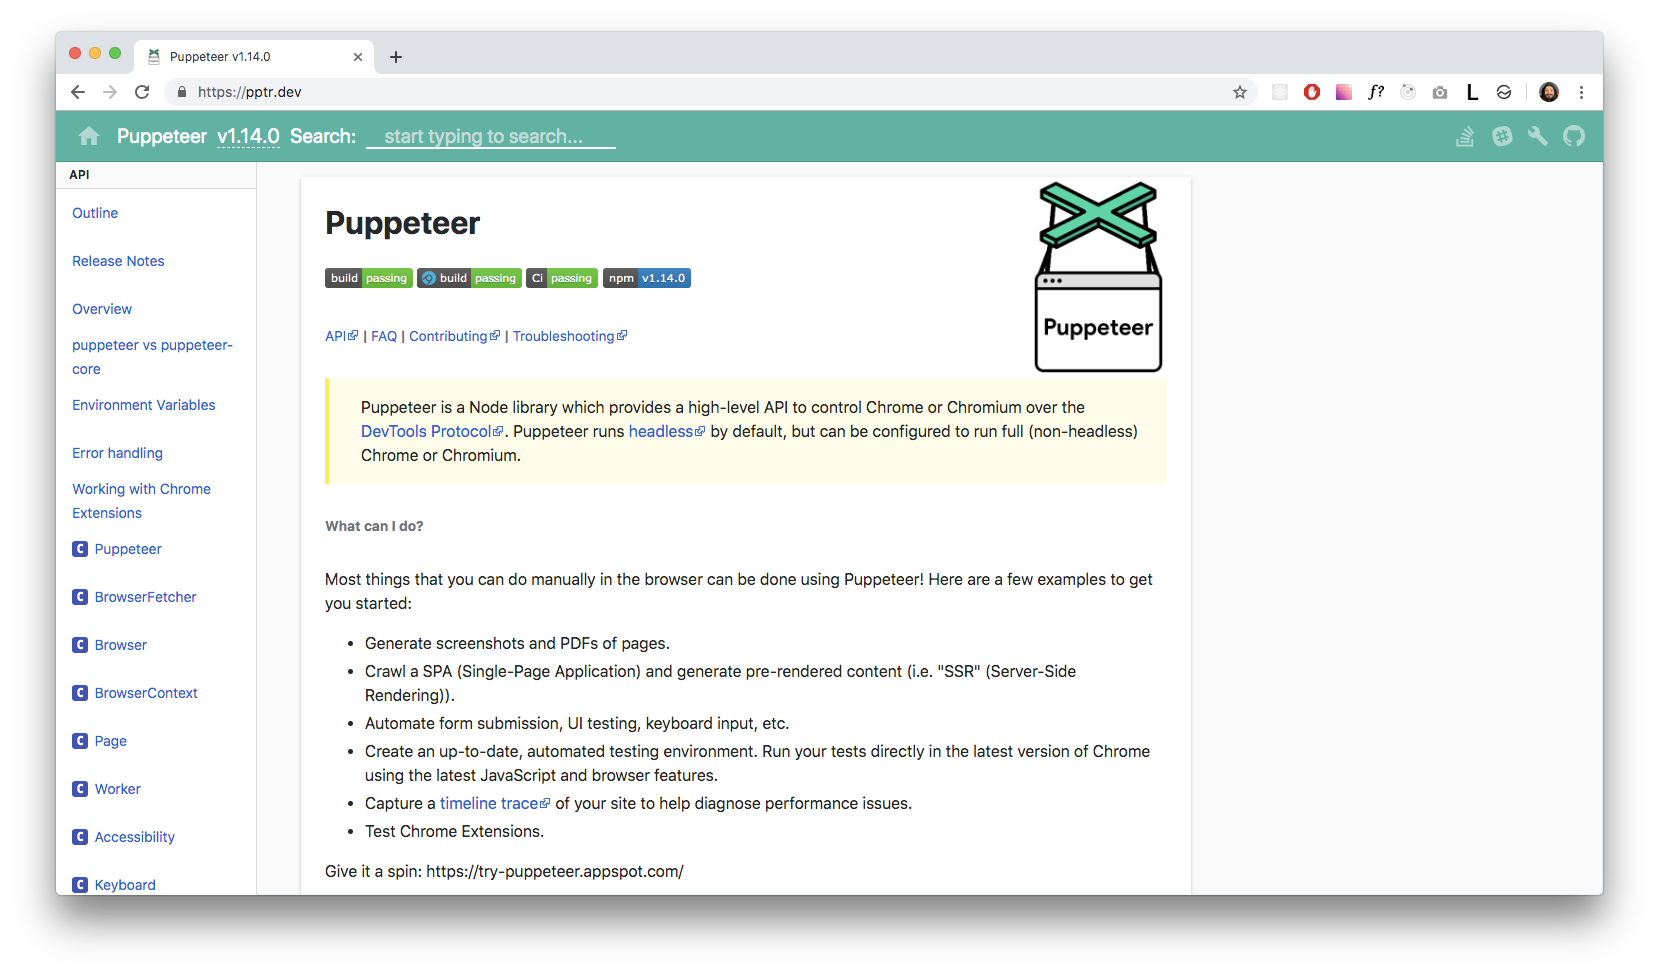 Puppeteer v1.14.0
https://pptr.dev
f?
L
Puppeteer v1.14.0 Search: start typing to search...
API
Outline
Release Notes
Overview
puppeteer vs puppeteer-
core
Environment Variables
Error handling
Working with Chrome
Extensions
C Puppeteer
C BrowserFetcher
C Browser
C BrowserContext
C Page
C Worker
C Accessibility
C Keyboard
Puppeteer
build passing build passing Ci passing npm v1.14.0
API | FAQ | Contributing | Troubleshooting
Puppeteer
Puppeteer is a Node library which provides a high-level API to control Chrome or Chromium over the
DevTools Protocol. Puppeteer runs headless by default, but can be configured to run full (non-headless)
Chrome or Chromium.
What can I do?
Most things that you can do manually in the browser can be done using Puppeteer! Here are a few examples to get
you started:
• Generate screenshots and PDFs of pages.
• Crawl a SPA (Single-Page Application) and generate pre-rendered content (i.e. "SSR" (Server-Side
Rendering)).
• Automate form submission, UI testing, keyboard input, etc.
• Create an up-to-date, automated testing environment. Run your tests directly in the latest version of Chrome
using the latest JavaScript and browser features.
• Capture a timeline trace of your site to help diagnose performance issues.
• Test Chrome Extensions.
Give it a spin: https://try-puppeteer.appspot.com/